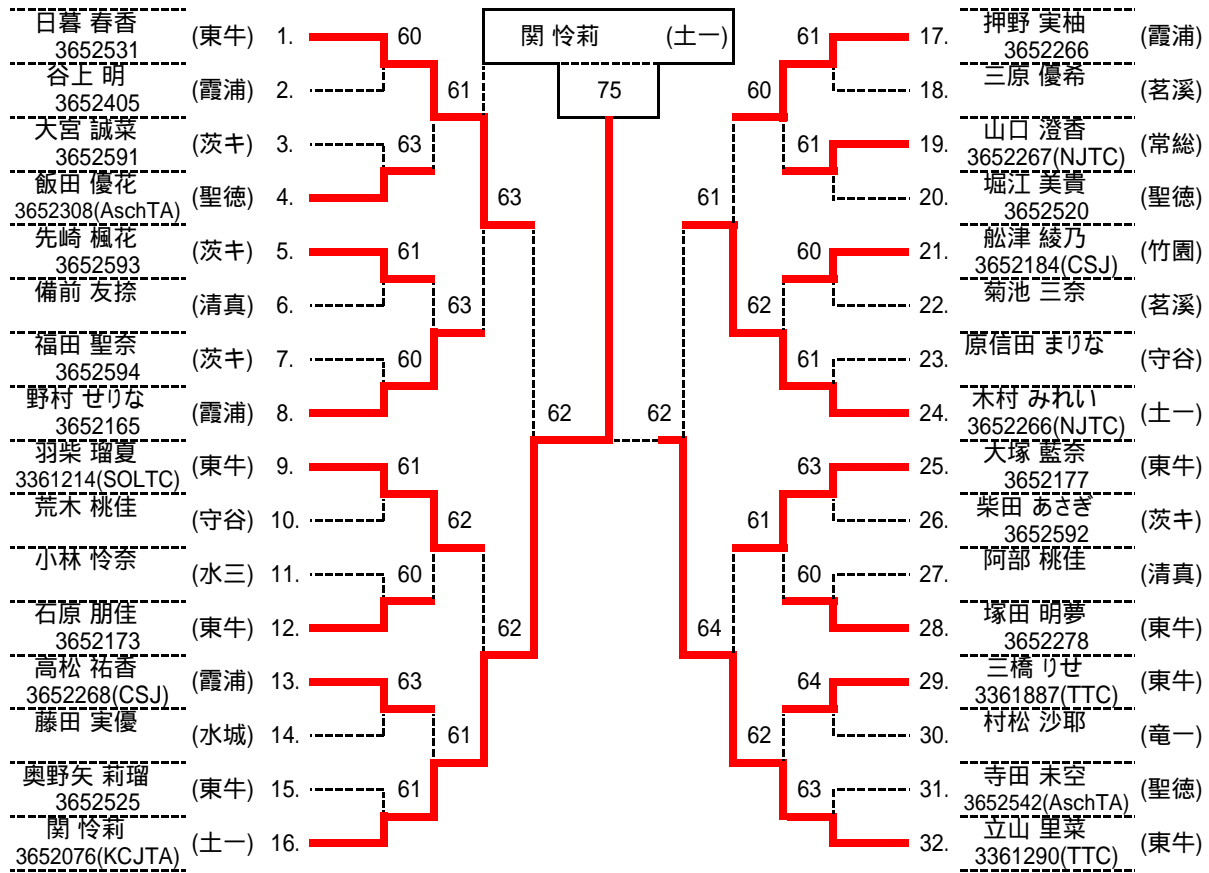 関 怜莉 (土一)
75
日暮 春香
3652531
(東牛) 1.
谷上 明
3652405
(霞浦) 2.
大宮 誠菜
3652591
(茨キ) 3.
飯田 優花
3652308(AschTA)
(聖徳) 4.
先崎 楓花
3652593
(茨キ) 5.
備前 友捺
(清真) 6.
福田 聖奈
3652594
(茨キ) 7.
野村 せりな
3652165
(霞浦) 8.
羽柴 瑠夏
3361214(SOLTC)
(東牛) 9.
荒木 桃佳
(守谷) 10.
小林 怜奈
(水三) 11.
石原 朋佳
3652173
(東牛) 12.
高松 祐香
3652268(CSJ)
(霞浦) 13.
藤田 実優
(水城) 14.
奥野矢 莉瑠
3652525
(東牛) 15.
関 怜莉
3652076(KCJTA)
(土一) 16.
60
63
61
60
61
60
63
61
61
63
62
61
63
62
62
62
61
61
60
61
63
60
64
63
60
62
61
62
61
64
17. 押野 実柚
3652266
(霞浦)
18. 三原 優希
(茗溪)
19. 山口 澄香
3652267(NJTC)
(常総)
20. 堀江 美貴
3652520
(聖徳)
21. 舩津 綾乃
3652184(CSJ)
(竹園)
22. 菊池 三奈
(茗溪)
23. 原信田 まりな
(守谷)
24. 木村 みれい
3652266(NJTC)
(土一)
25. 大塚 藍奈
3652177
(東牛)
26. 柴田 あさぎ
3652592
(茨キ)
27. 阿部 桃佳
(清真)
28. 塚田 明夢
3652278
(東牛)
29. 三橋 りせ
3361887(TTC)
(東牛)
30. 村松 沙耶
(竜一)
31. 寺田 未空
3652542(AschTA)
(聖徳)
32. 立山 里菜
3361290(TTC)
(東牛)